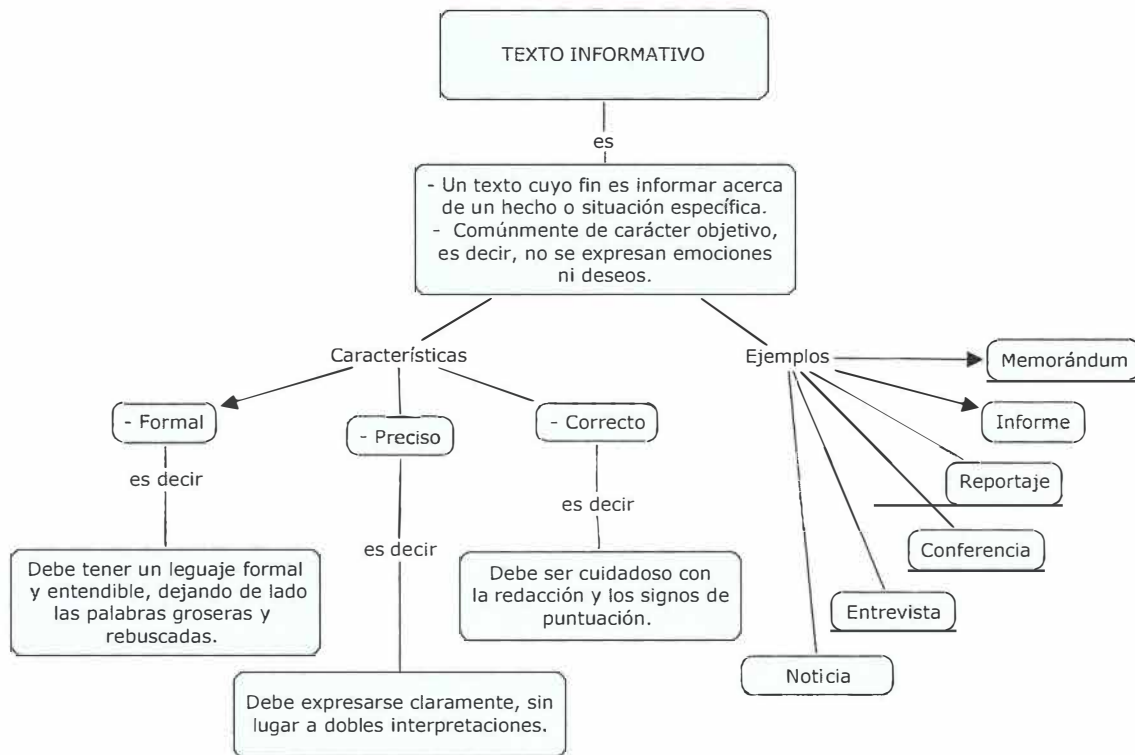 TEXTO INFORMATIVO
es
- Un texto cuyo fin es informar acerca
de un hecho o situación específica.
- Comúnmente de carácter objetivo,
es decir, no se expresan emociones
ni deseos.
Características
Ejemplos
Memorándum
- Formal
- Preciso
- Correcto
Informe
es decir
Reportaje
es decir
es decir
Conferencia
Debe tener un leguaje formal
y entendible, dejando de lado
las palabras groseras y
rebuscadas.
Debe ser cuidadoso con
la redacción y los signos de
puntuación.
Entrevista
Noticia
Debe expresarse claramente, sin
lugar a dobles interpretaciones.